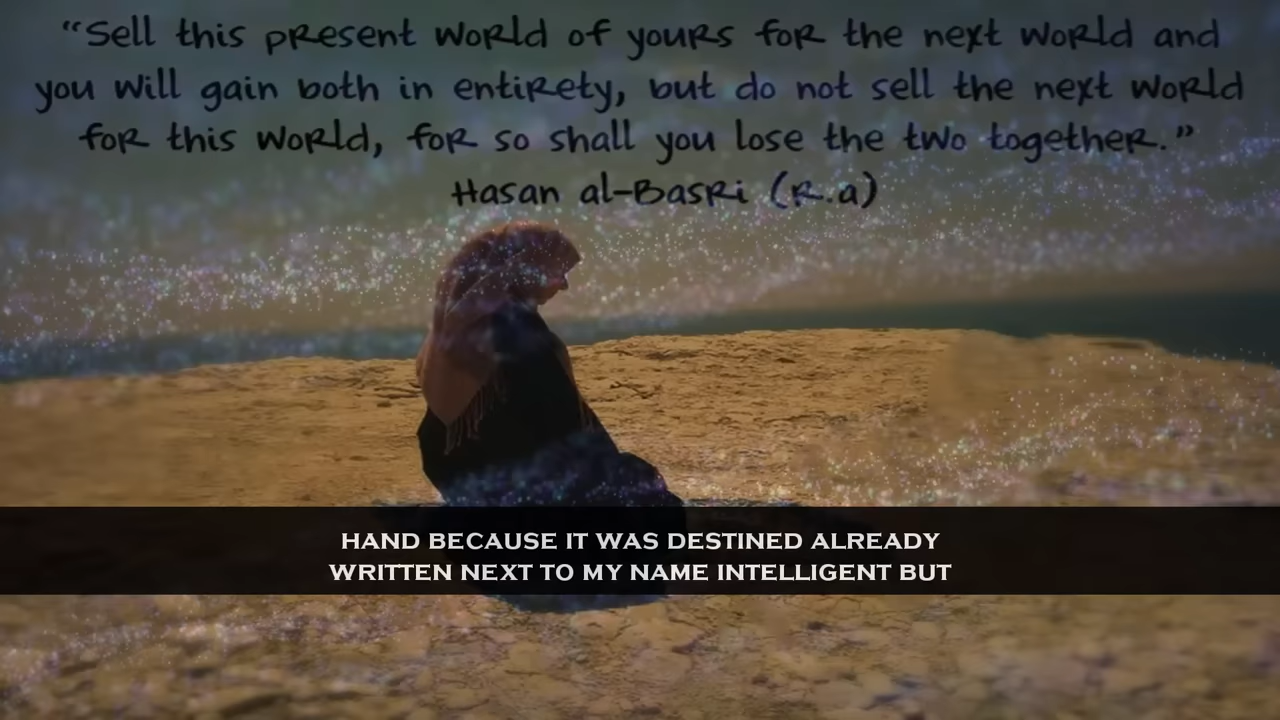 “Sell this present world of yours for the next world and
you will gain both in entirety, but do not sell the next world
for this world, for so shall you lose the two together.”
Hasan al-Basri (R.a)
HAND BECAUSE IT WAS DESTINED ALREADY
WRITTEN NEXT TO MY NAME INTELLIGENT BUT